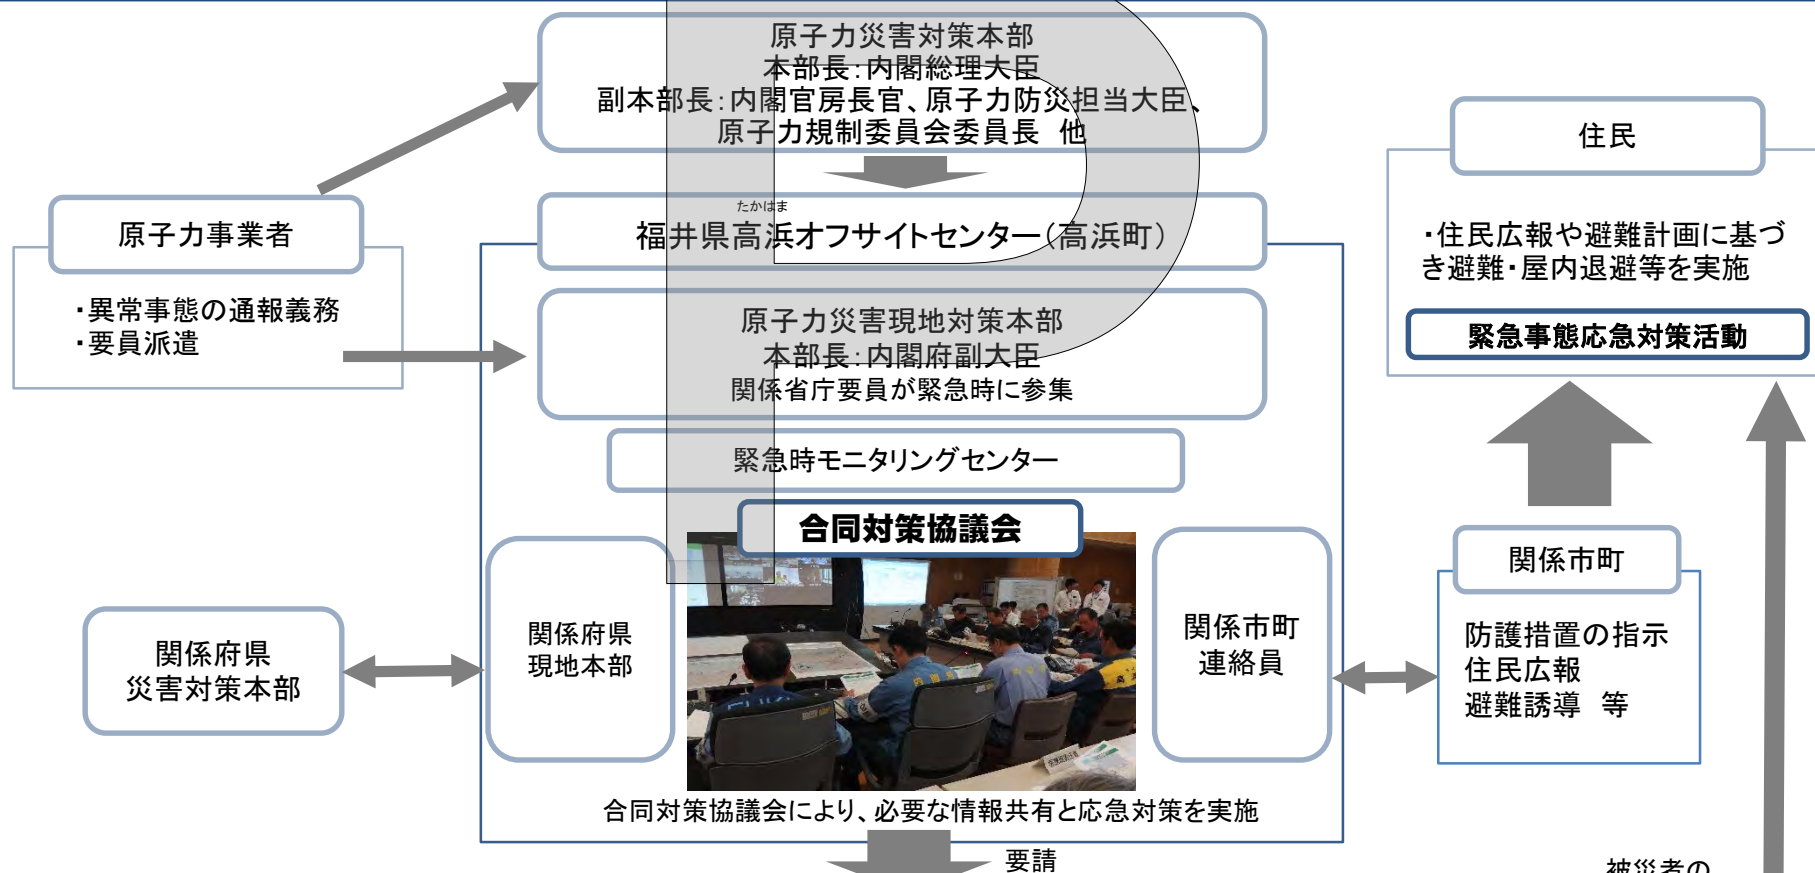 原子力災害対策本部
本部長:内閣総理大臣
副本部長:内閣官房長官、原子力防災担当大臣、
原子力規制委員会委員長 他
住民
・住民広報や避難計画に基づ
き避難・屋内退避等を実施
緊急事態応急対策活動
原子力事業者
・異常事態の通報義務
・要員派遣
たかはま
福井県高浜オフサイトセンター(高浜町)
原子力災害現地対策本部
本部長:内閣府副大臣
関係省庁要員が緊急時に参集
緊急時モニタリングセンター
合同対策協議会
関係府県
災害対策本部
関係府県
現地本部
関係市町
連絡員
関係市町
防護措置の指示
住民広報
避難誘導 等
合同対策協議会により、必要な情報共有と応急対策を実施
要請
被災者の